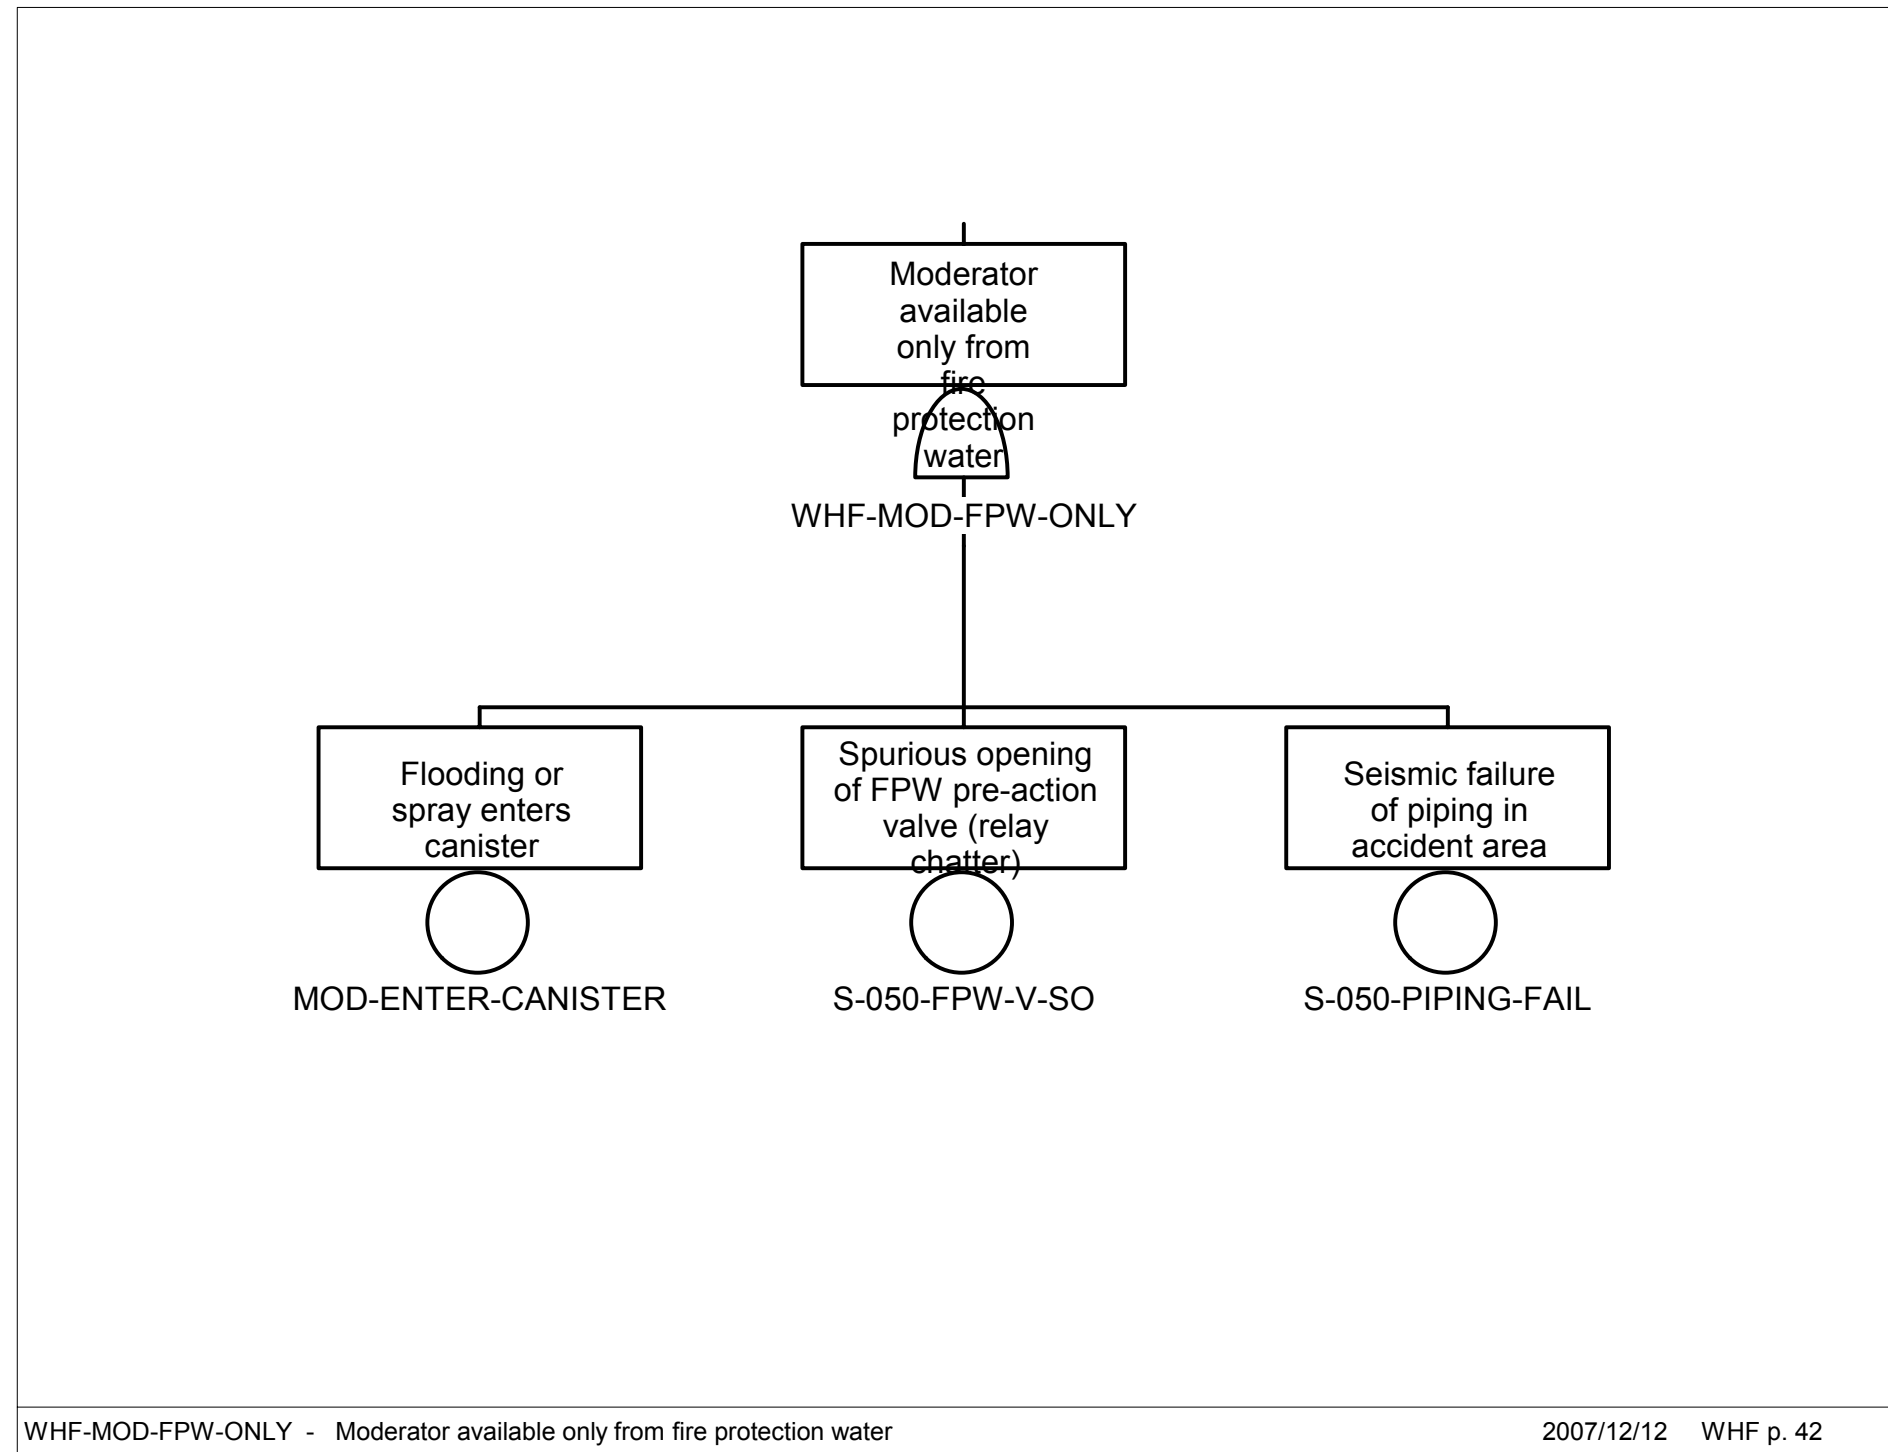 Moderator
available
only from
fire
protection
water
WHF-MOD-FPW-ONLY
Flooding or
spray enters
canister
MOD-ENTER-CANISTER
Spurious opening
of FPW pre-action
valve (relay
chatter)
S-050-FPW-V-SO
Seismic failure
of piping in
accident area
S-050-PIPING-FAIL
WHF-MOD-FPW-ONLY - Moderator available only from fire protection water
2007/12/12 WHF p. 42